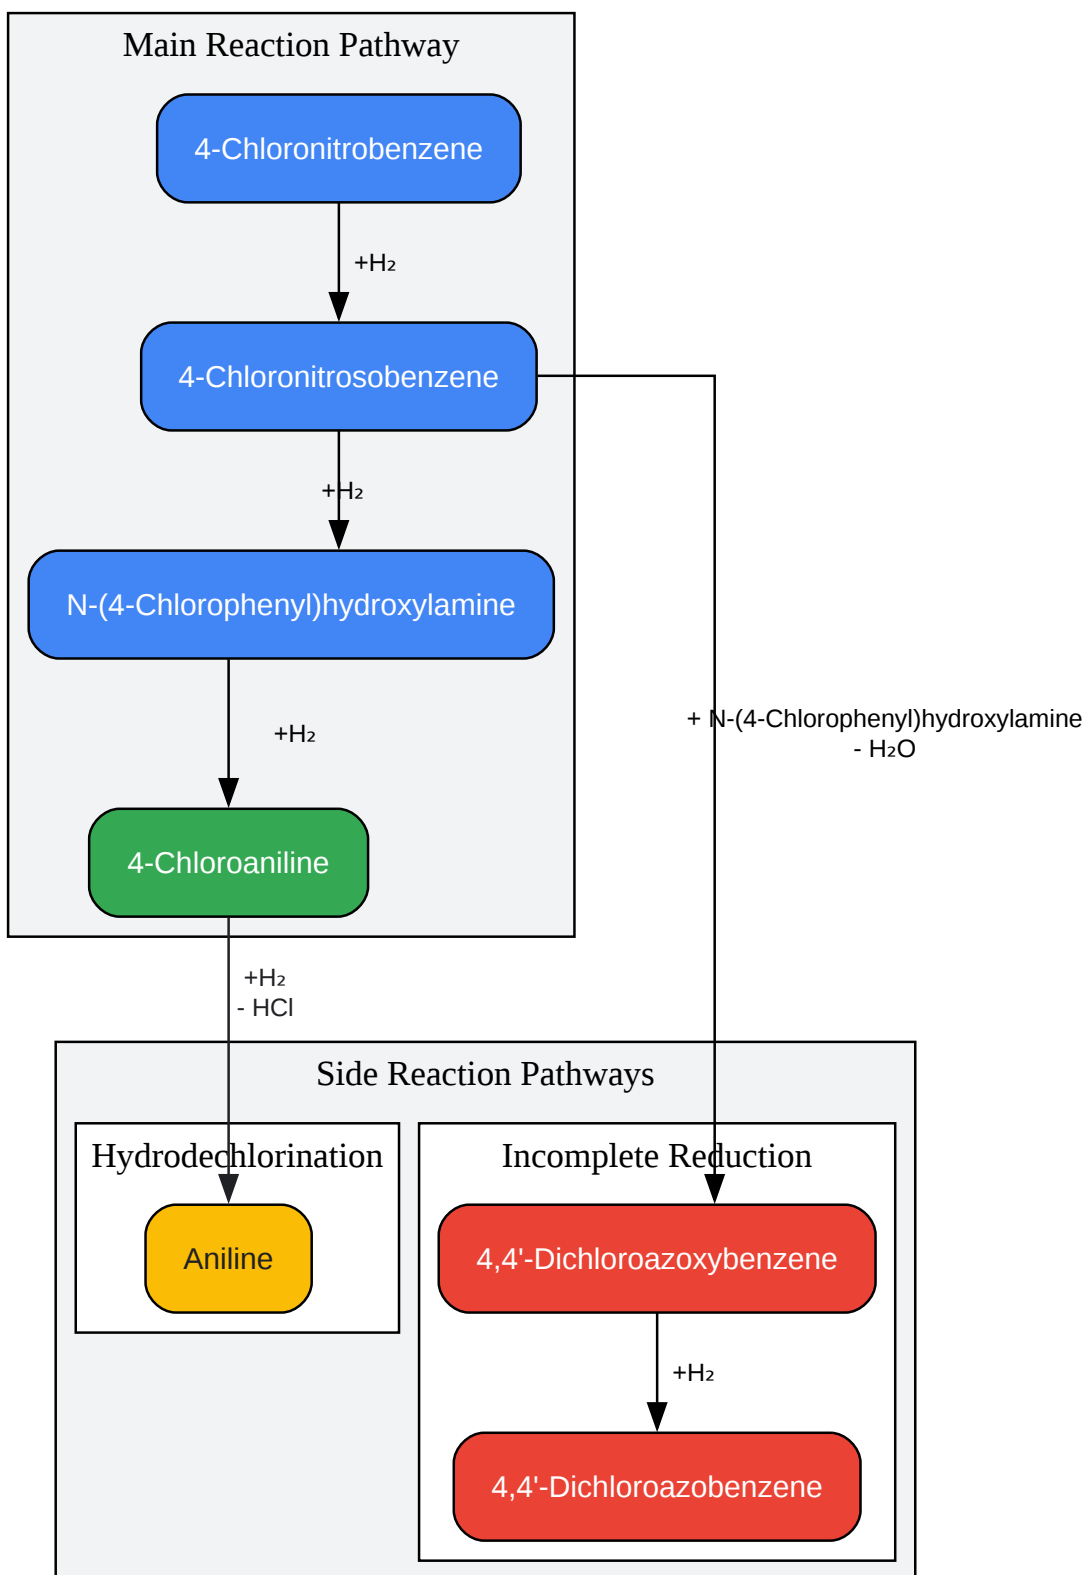 Main Reaction Pathway
4-Chloronitrobenzene
+H₂
4-Chloronitrosobenzene
+H₂
N-(4-Chlorophenyl)hydroxylamine
+H₂
4-Chloroaniline
+ N-(4-Chlorophenyl)hydroxylamine
- H₂O
+H₂
- HCl
Side Reaction Pathways
Hydrodechlorination
Aniline
Incomplete Reduction
4,4'-Dichloroazoxybenzene
+H₂
4,4'-Dichloroazobenzene